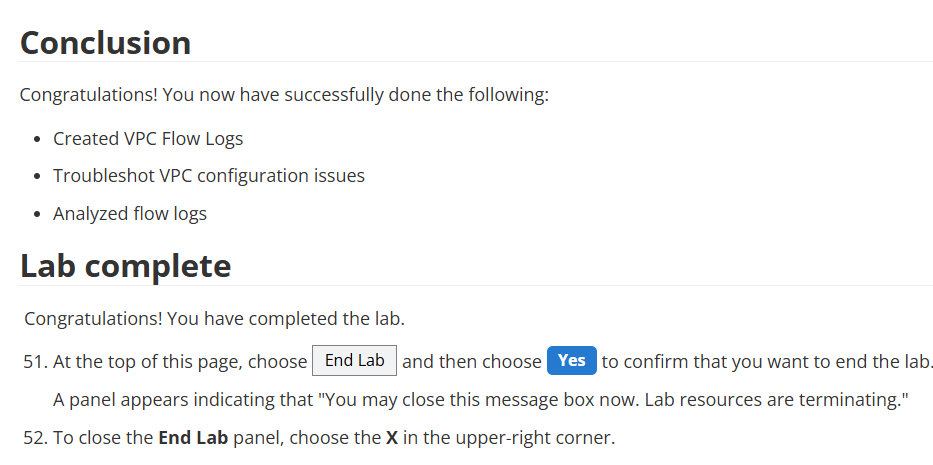 Conclusion
Congratulations! You now have successfully done the following:
• Created VPC Flow Logs
• Troubleshot VPC configuration issues
• Analyzed flow logs
Lab complete
Congratulations! You have completed the lab.
51. At the top of this page, choose End Lab and then choose Yes to confirm that you want to end the lab.
A panel appears indicating that "You may close this message box now. Lab resources are terminating."
52. To close the End Lab panel, choose the X in the upper-right corner.